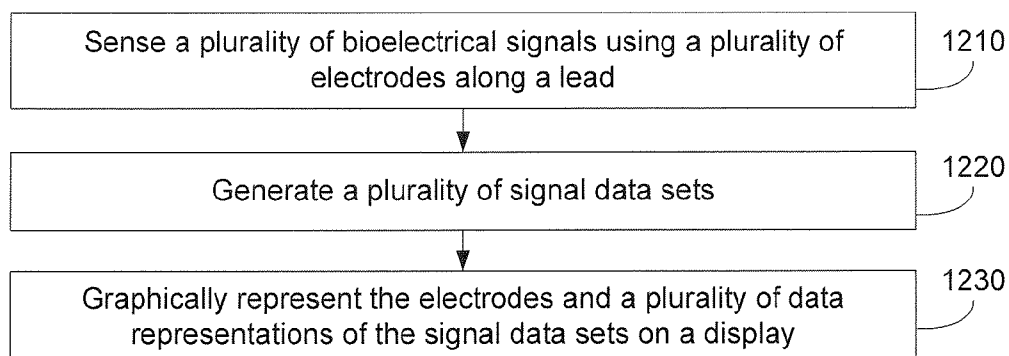 Sense a plurality of bioelectrical signals using a plurality of
electrodes along a lead
1210
Generate a plurality of signal data sets
1220
Graphically represent the electrodes and a plurality of data
representations of the signal data sets on a display
1230